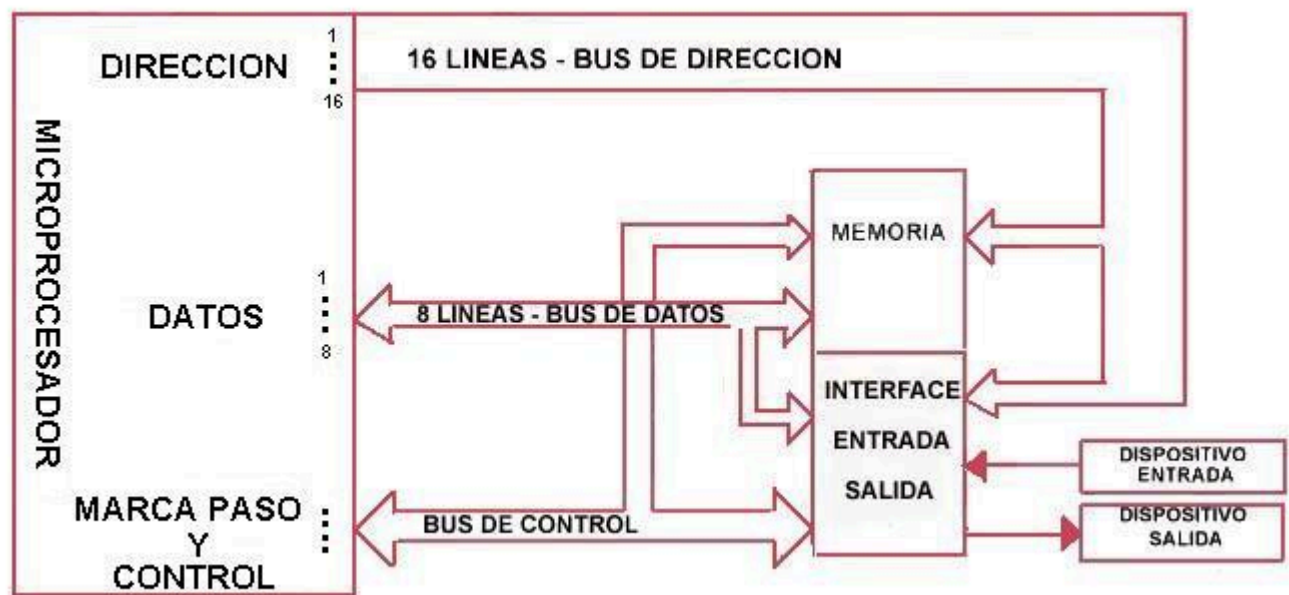 MICROPROCESADOR
DIRECCION
1
16
16 LINEAS - BUS DE DIRECCION
MEMORIA
DATOS
1
8
8 LINEAS - BUS DE DATOS
INTERFACE
ENTRADA
SALIDA
DISPOSITIVO
ENTRADA
DISPOSITIVO
SALIDA
MARCA PASO
Y
CONTROL
BUS DE CONTROL